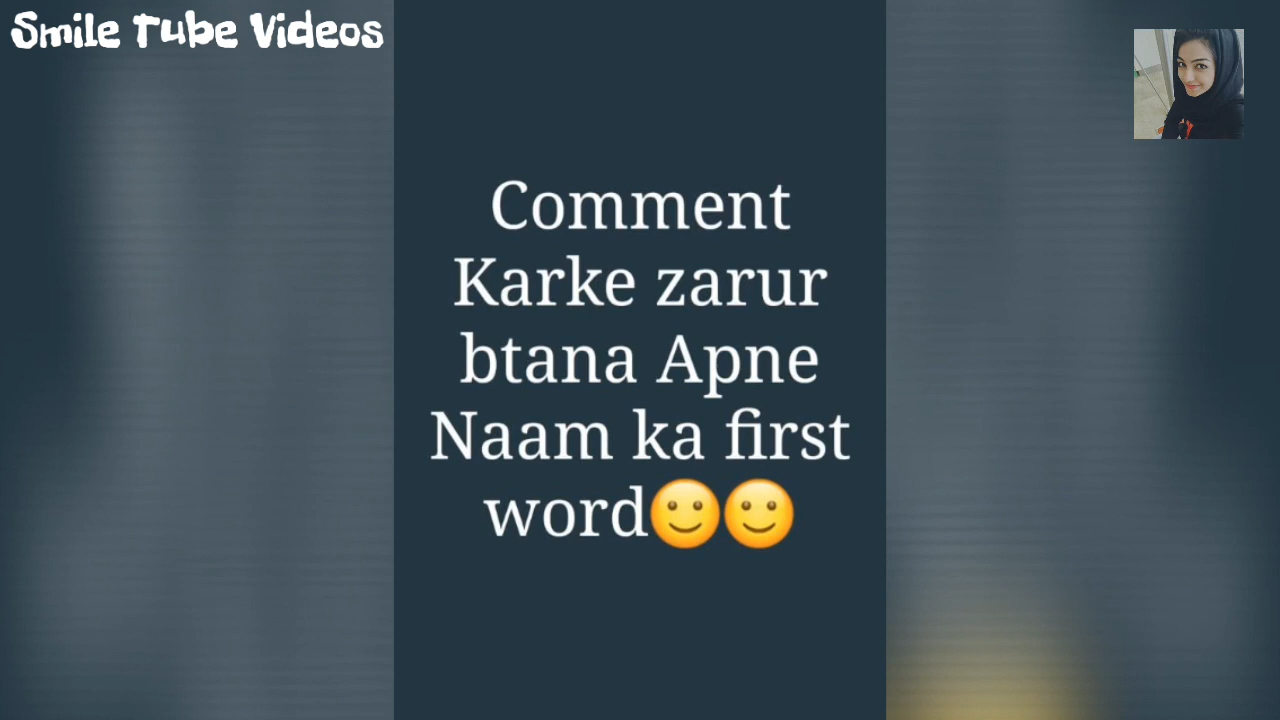 Smile Tube Videos
Comment
Karke zarur
btana Apne
Naam ka first
word🙂🙂